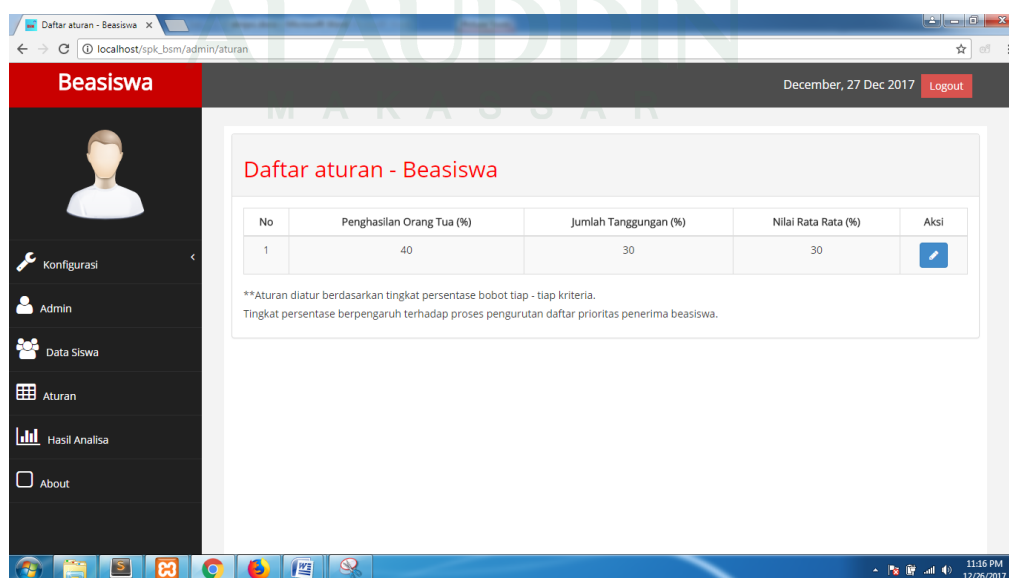 ALAUDDIN
Daftar aturan - Beasiswa
localhost/spk_bsm/admin/aturan
Beasiswa
December, 27 Dec 2017 Logout
MAKASSAR
Daftar aturan - Beasiswa
No Penghasilan Orang Tua (%) Jumlah Tanggungan (%) Nilai Rata Rata (%) Aksi
1 40 30 30
**Aturan diatur berdasarkan tingkat persentase bobot tiap - tiap kriteria.
Tingkat persentase berpengaruh terhadap proses pengurutan daftar prioritas penerima beasiswa.
Konfigurasi
Admin
Data Siswa
Aturan
Hasil Analisa
About
11:16 PM
12/26/2017